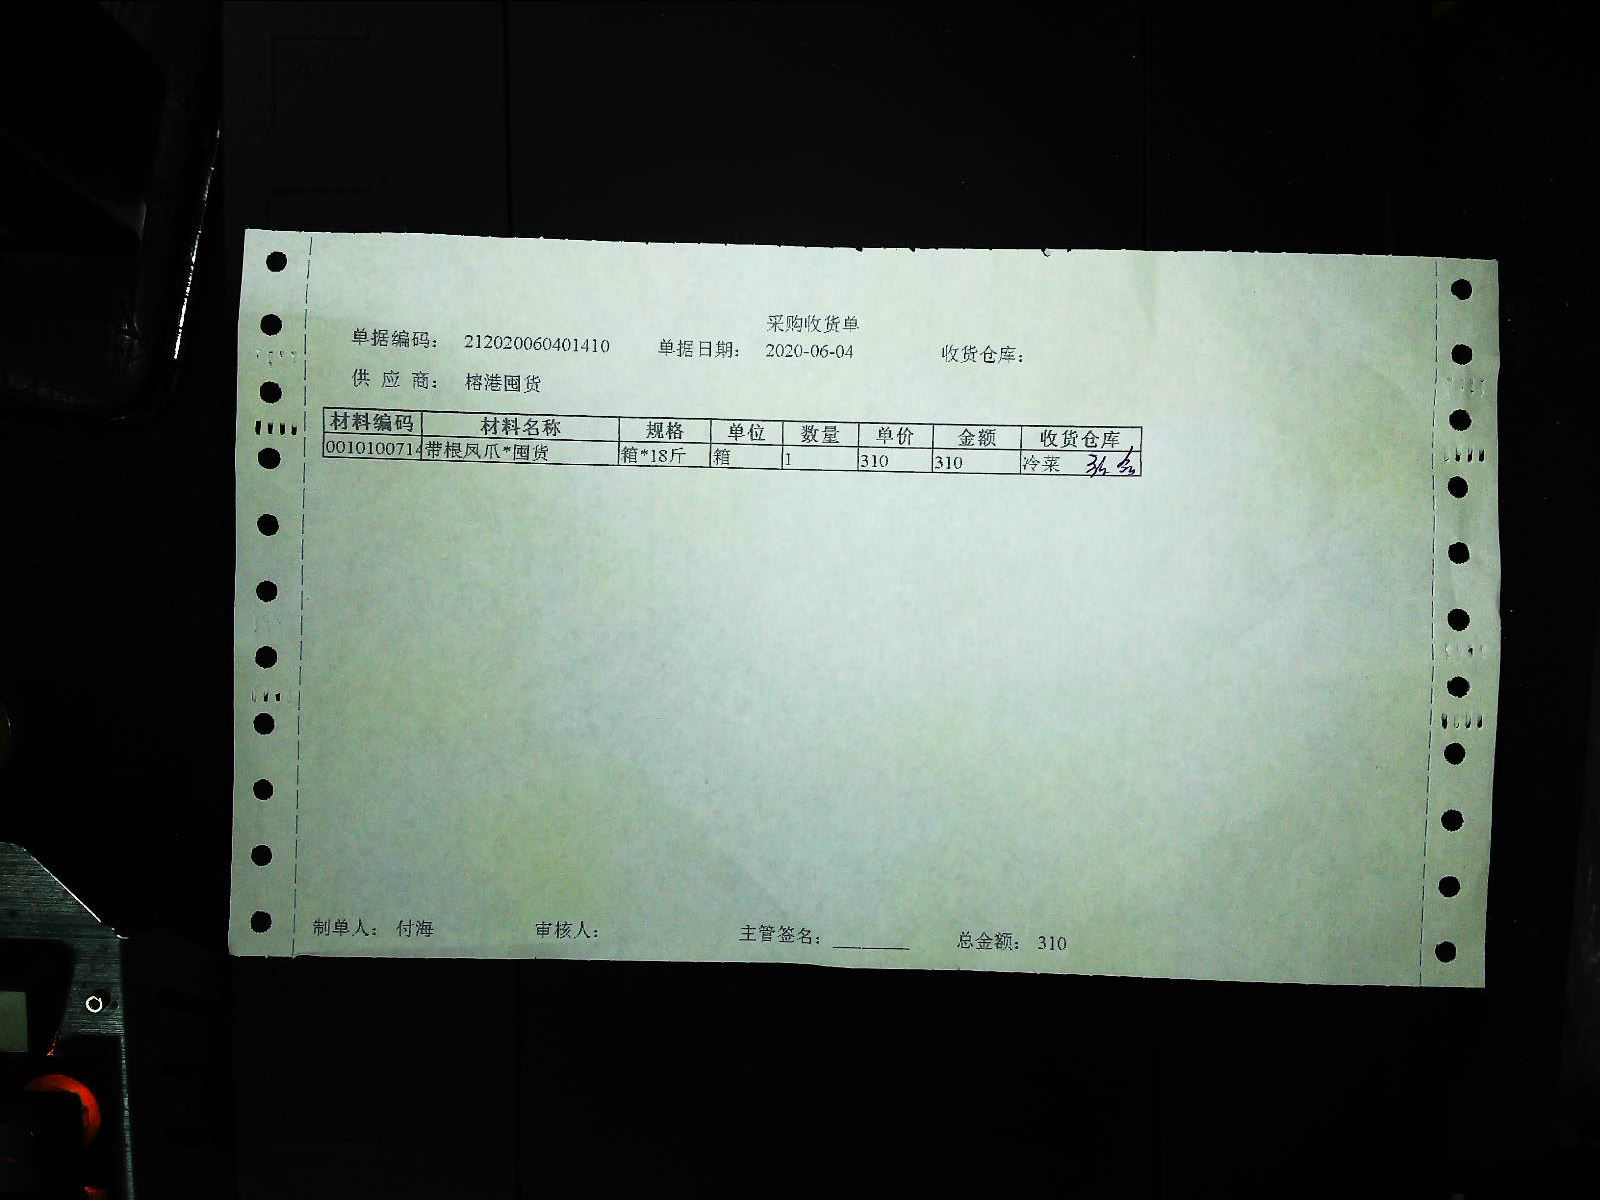 采购收货单
单据编码： 212020060401410 单据日期： 2020-06-04 收货仓库：
供 应 商： 榕港囤货
材料编码 材料名称 规格 单位 数量 单价 金额 收货仓库
0010100714 带根凤爪*囤货 箱*18斤 箱 1 310 310 冷菜
制单人： 付海 审核人： 主管签名：________ 总金额： 310